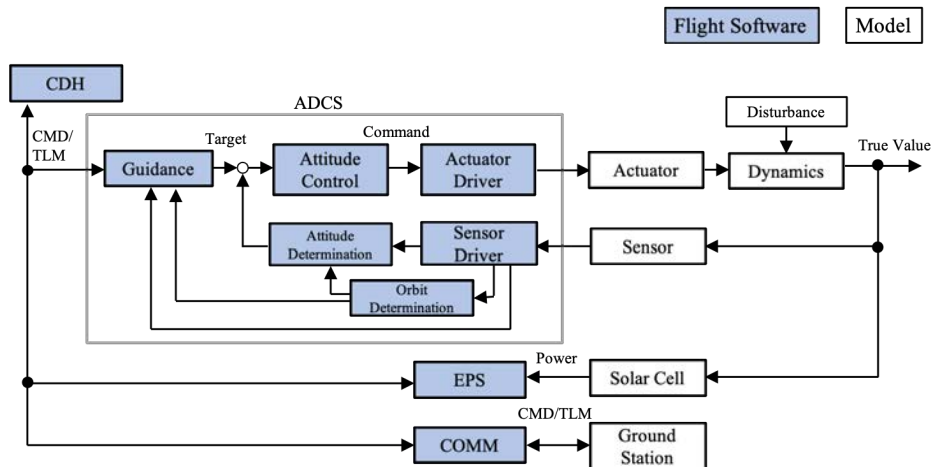 Flight Software
Model
CDH
ADCS
CMD/
TLM
Target
Command
Disturbance
True Value
Guidance
Attitude
Control
Actuator
Driver
Actuator
Dynamics
Attitude
Determination
Sensor
Driver
Sensor
Orbit
Determination
EPS
Power
Solar Cell
CMD/TLM
COMM
Ground
Station